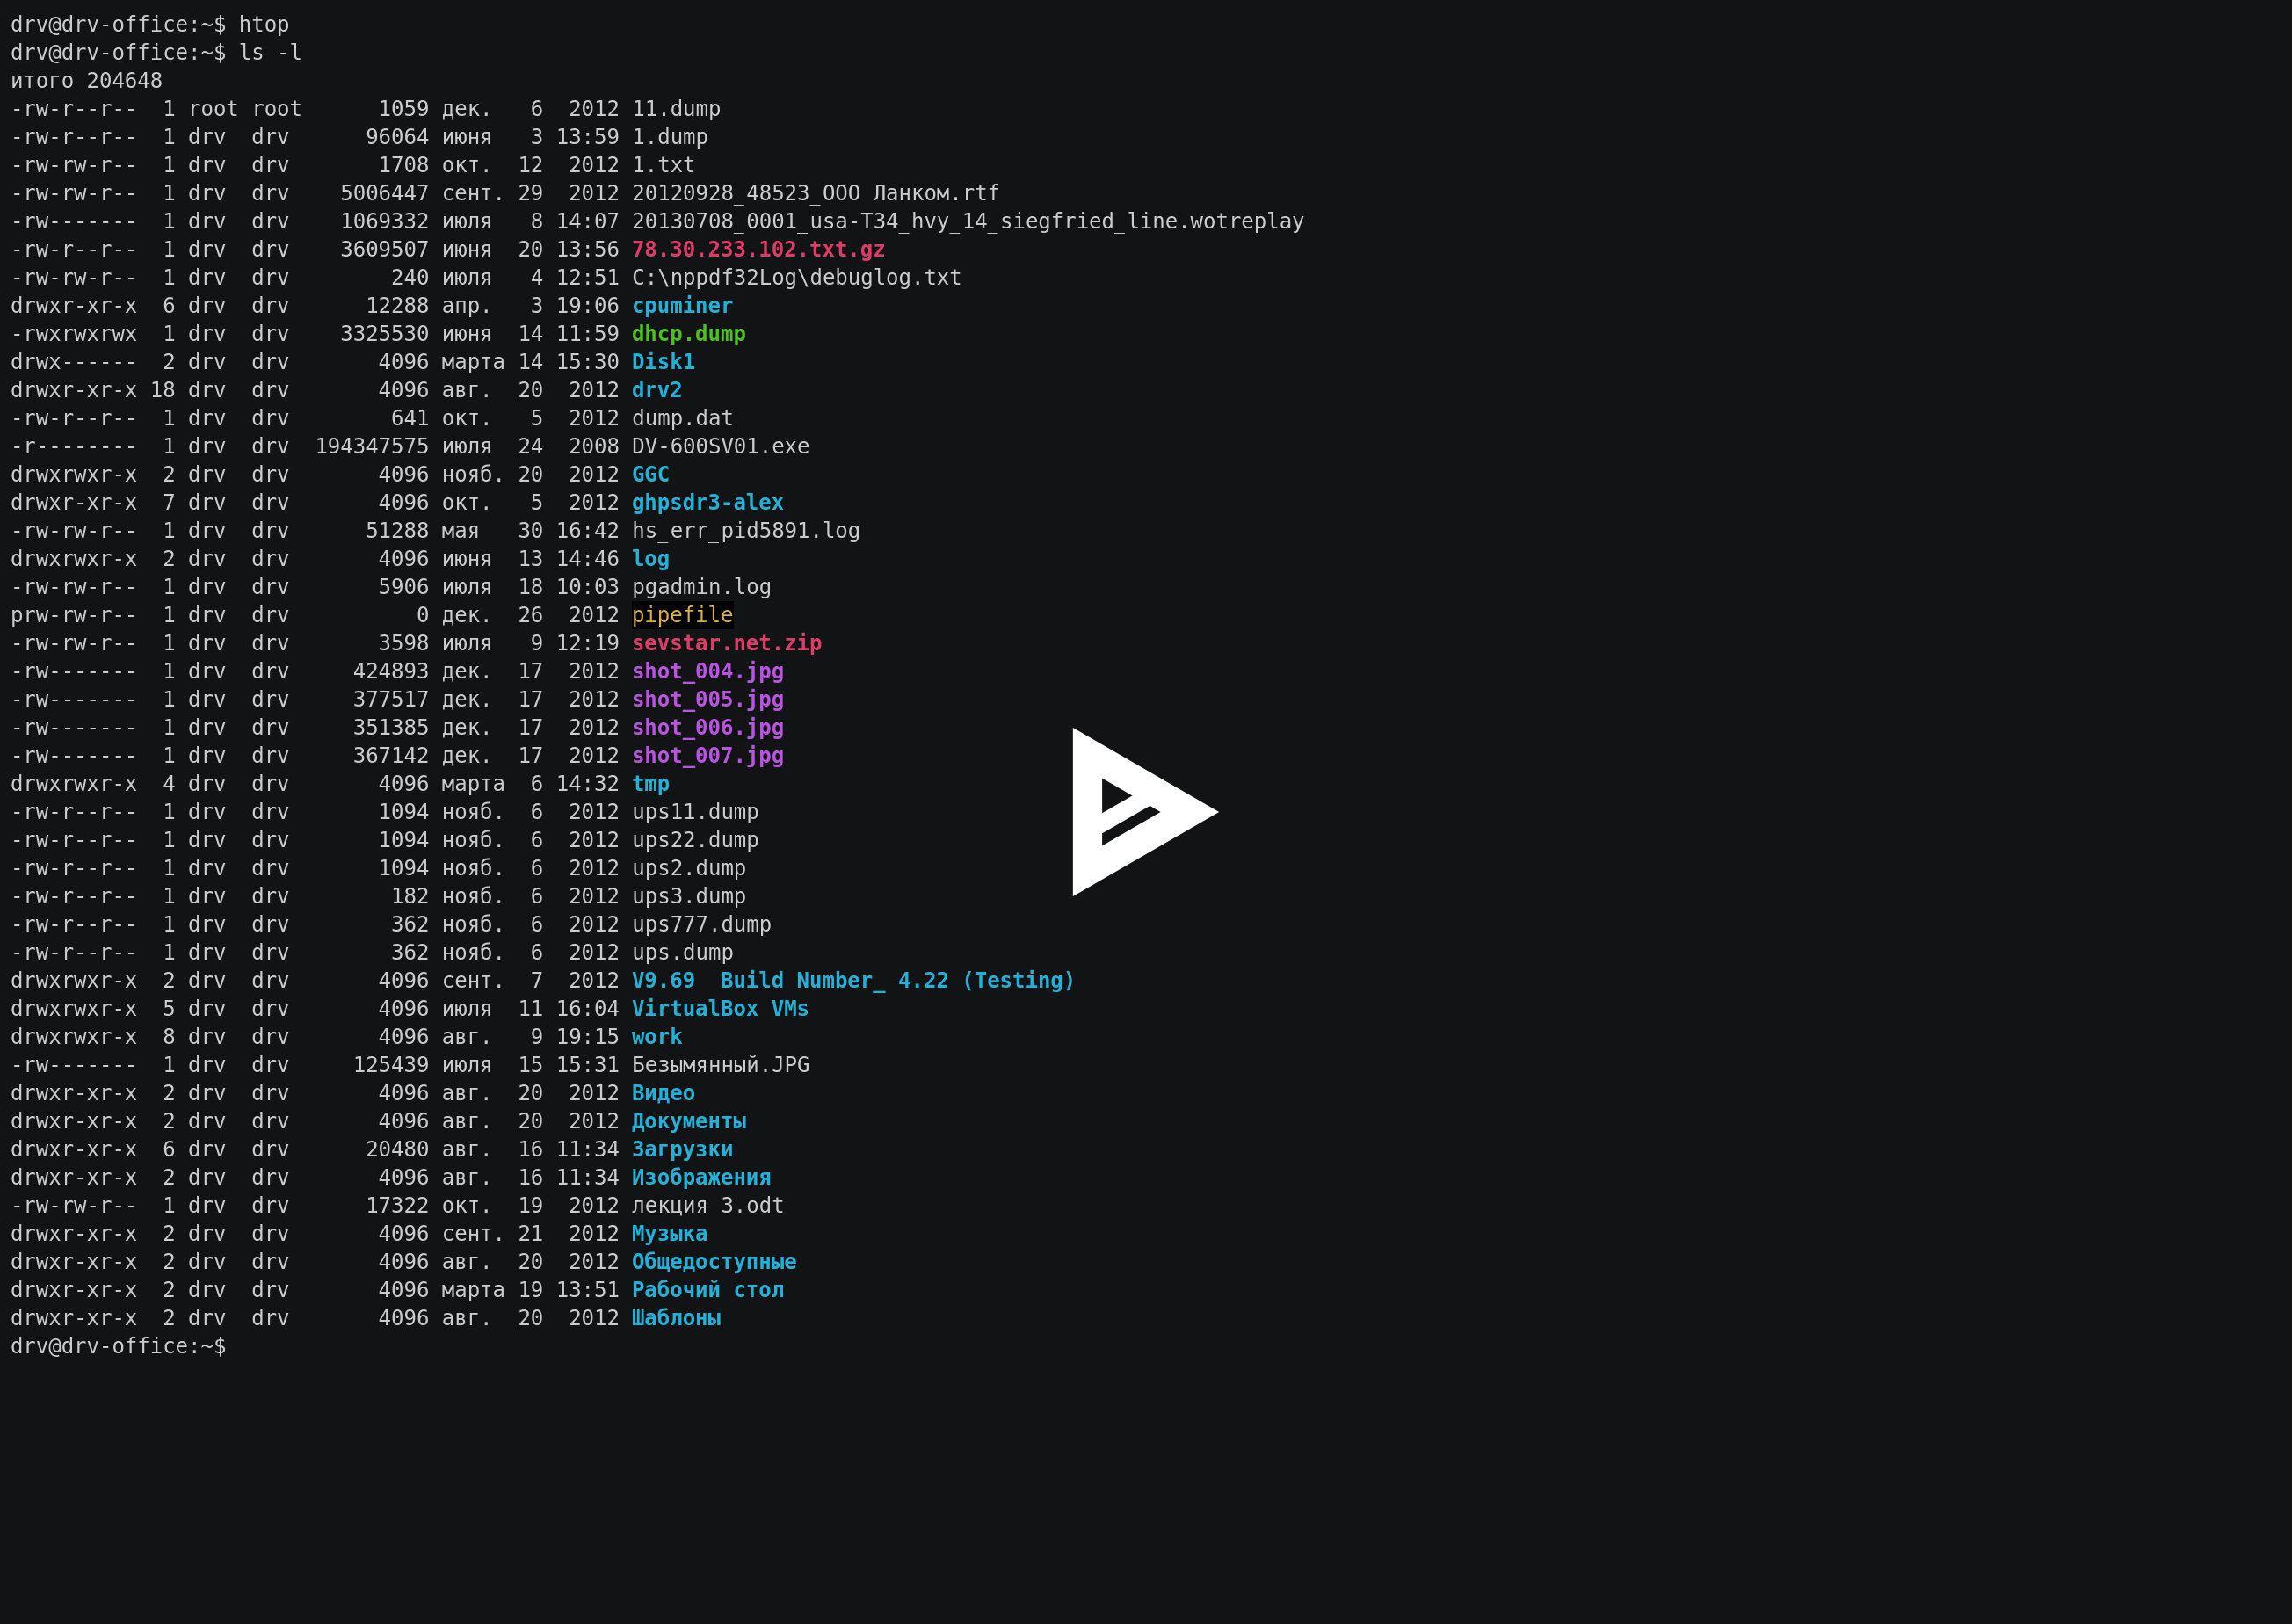 drv@drv-office:~$ htop
drv@drv-office:~$ ls -l
итого 204648
-rw-r--r--  1 root root      1059 дек.   6  2012 11.dump
-rw-r--r--  1 drv  drv      96064 июня   3 13:59 1.dump
-rw-rw-r--  1 drv  drv       1708 окт.  12  2012 1.txt
-rw-rw-r--  1 drv  drv    5006447 сент. 29  2012 20120928_48523_ООО Ланком.rtf
-rw-------  1 drv  drv    1069332 июля   8 14:07 20130708_0001_usa-T34_hvy_14_siegfried_line.wotreplay
-rw-r--r--  1 drv  drv    3609507 июня  20 13:56 78.30.233.102.txt.gz
-rw-rw-r--  1 drv  drv        240 июля   4 12:51 C:\nppdf32Log\debuglog.txt
drwxr-xr-x  6 drv  drv      12288 апр.   3 19:06 cpuminer
-rwxrwxrwx  1 drv  drv    3325530 июня  14 11:59 dhcp.dump
drwx------  2 drv  drv       4096 марта 14 15:30 Disk1
drwxr-xr-x 18 drv  drv       4096 авг.  20  2012 drv2
-rw-r--r--  1 drv  drv        641 окт.   5  2012 dump.dat
-r--------  1 drv  drv  194347575 июля  24  2008 DV-600SV01.exe
drwxrwxr-x  2 drv  drv       4096 нояб. 20  2012 GGC
drwxr-xr-x  7 drv  drv       4096 окт.   5  2012 ghpsdr3-alex
-rw-rw-r--  1 drv  drv      51288 мая   30 16:42 hs_err_pid5891.log
drwxrwxr-x  2 drv  drv       4096 июня  13 14:46 log
-rw-rw-r--  1 drv  drv       5906 июля  18 10:03 pgadmin.log
prw-rw-r--  1 drv  drv          0 дек.  26  2012 pipefile
-rw-rw-r--  1 drv  drv       3598 июля   9 12:19 sevstar.net.zip
-rw-------  1 drv  drv     424893 дек.  17  2012 shot_004.jpg
-rw-------  1 drv  drv     377517 дек.  17  2012 shot_005.jpg
-rw-------  1 drv  drv     351385 дек.  17  2012 shot_006.jpg
-rw-------  1 drv  drv     367142 дек.  17  2012 shot_007.jpg
drwxrwxr-x  4 drv  drv       4096 марта  6 14:32 tmp
-rw-r--r--  1 drv  drv       1094 нояб.  6  2012 ups11.dump
-rw-r--r--  1 drv  drv       1094 нояб.  6  2012 ups22.dump
-rw-r--r--  1 drv  drv       1094 нояб.  6  2012 ups2.dump
-rw-r--r--  1 drv  drv        182 нояб.  6  2012 ups3.dump
-rw-r--r--  1 drv  drv        362 нояб.  6  2012 ups777.dump
-rw-r--r--  1 drv  drv        362 нояб.  6  2012 ups.dump
drwxrwxr-x  2 drv  drv       4096 сент.  7  2012 V9.69  Build Number_ 4.22 (Testing)
drwxrwxr-x  5 drv  drv       4096 июля  11 16:04 VirtualBox VMs
drwxrwxr-x  8 drv  drv       4096 авг.   9 19:15 work
-rw-------  1 drv  drv     125439 июля  15 15:31 Безымянный.JPG
drwxr-xr-x  2 drv  drv       4096 авг.  20  2012 Видео
drwxr-xr-x  2 drv  drv       4096 авг.  20  2012 Документы
drwxr-xr-x  6 drv  drv      20480 авг.  16 11:34 Загрузки
drwxr-xr-x  2 drv  drv       4096 авг.  16 11:34 Изображения
-rw-rw-r--  1 drv  drv      17322 окт.  19  2012 лекция 3.odt
drwxr-xr-x  2 drv  drv       4096 сент. 21  2012 Музыка
drwxr-xr-x  2 drv  drv       4096 авг.  20  2012 Общедоступные
drwxr-xr-x  2 drv  drv       4096 марта 19 13:51 Рабочий стол
drwxr-xr-x  2 drv  drv       4096 авг.  20  2012 Шаблоны
drv@drv-office:~$